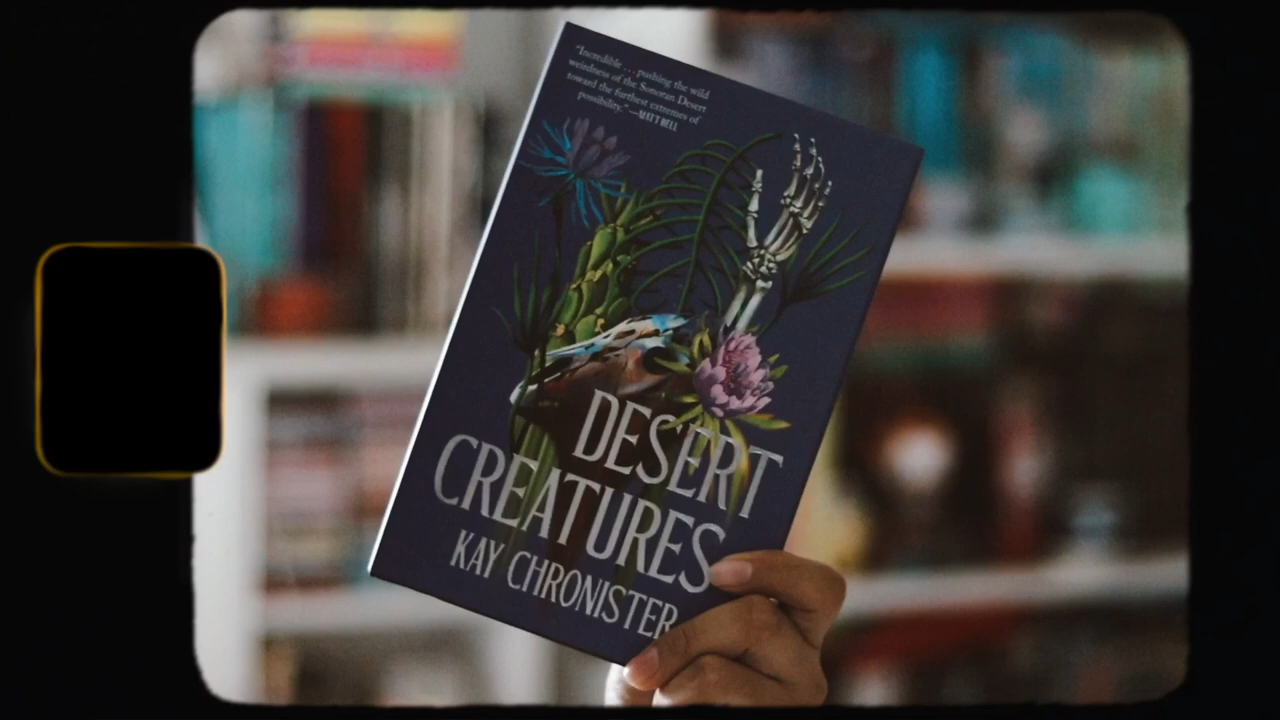 “Incredible . . . pushing the wild
weirdness of the Sonoran Desert
toward the furthest extremes of
possibility.” —MATT BELL
DESERT
CREATURES
KAY CHRONISTER